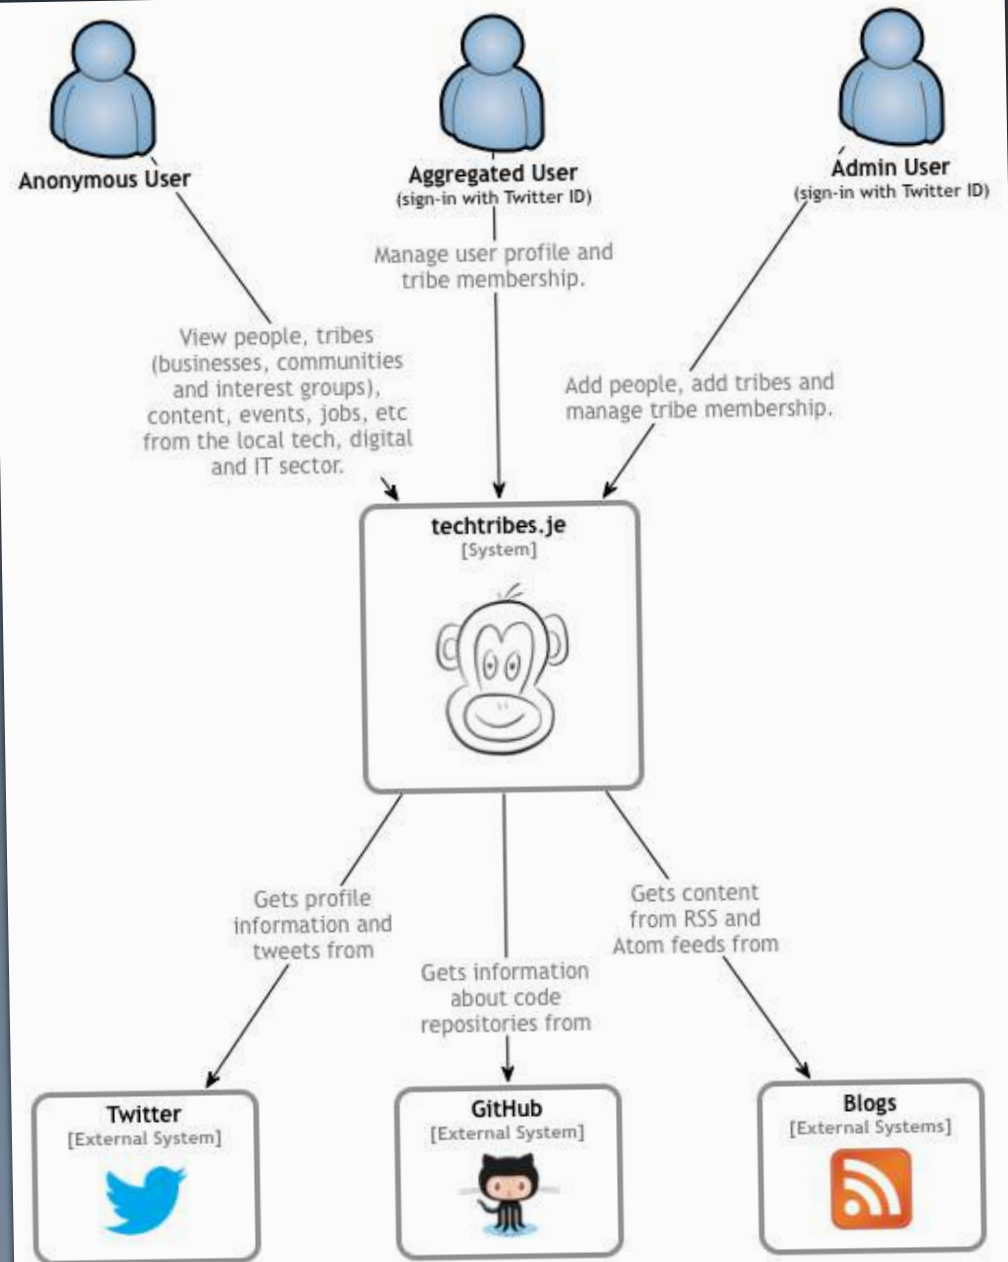 Anonymous User
Aggregated User
(sign-in with Twitter ID)
Admin User
(sign-in with Twitter ID)
Manage user profile and
tribe membership.
View people, tribes
(businesses, communities
and interest groups),
content, events, jobs, etc
from the local tech, digital
and IT sector.
Add people, add tribes and
manage tribe membership.
techtribes.je
[System]
Gets profile
information and
tweets from
Gets information
about code
repositories from
Gets content
from RSS and
Atom feeds from
Twitter
[External System]
GitHub
[External System]
Blogs
[External Systems]